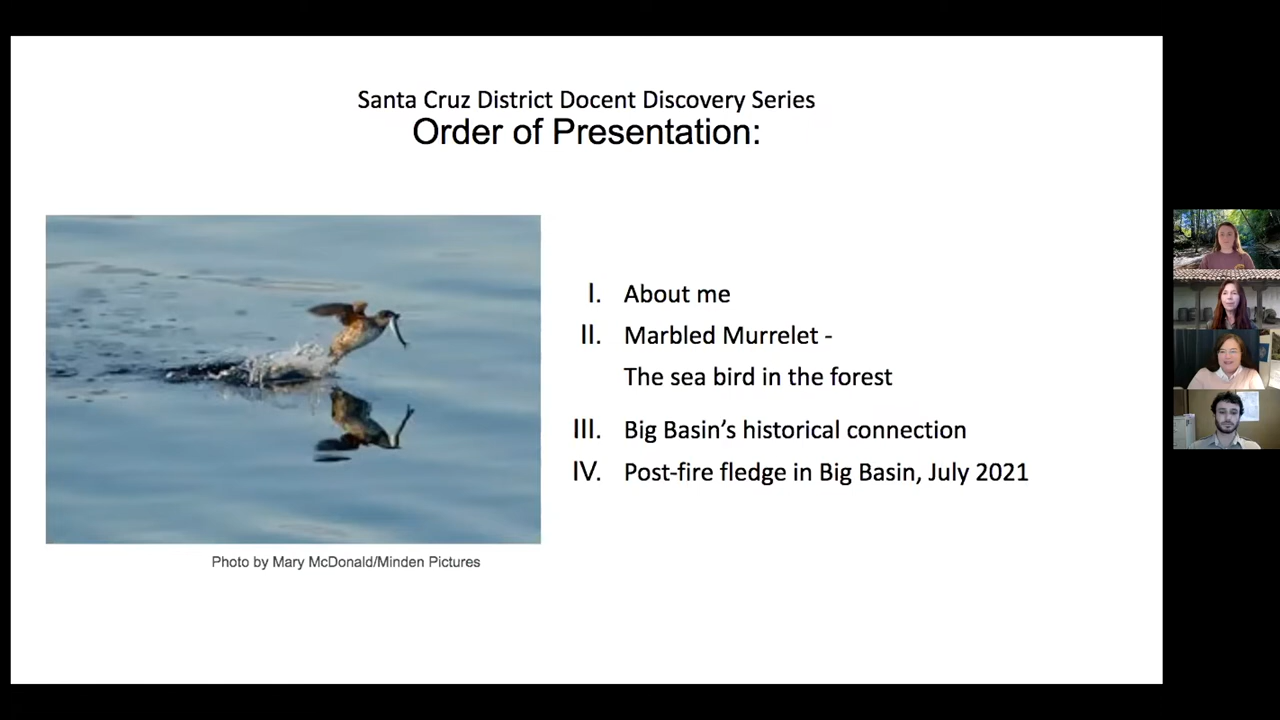 Santa Cruz District Docent Discovery Series
Order of Presentation:
I. About me
II. Marbled Murrelet -
The sea bird in the forest
III. Big Basin’s historical connection
IV. Post-fire fledge in Big Basin, July 2021
Photo by Mary McDonald/Minden Pictures